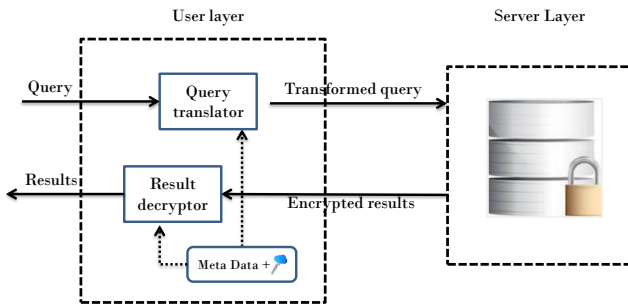 User layer
Server Layer
Query
Query
translator
Transformed query
Results
Result
decryptor
Encrypted results
Meta Data +